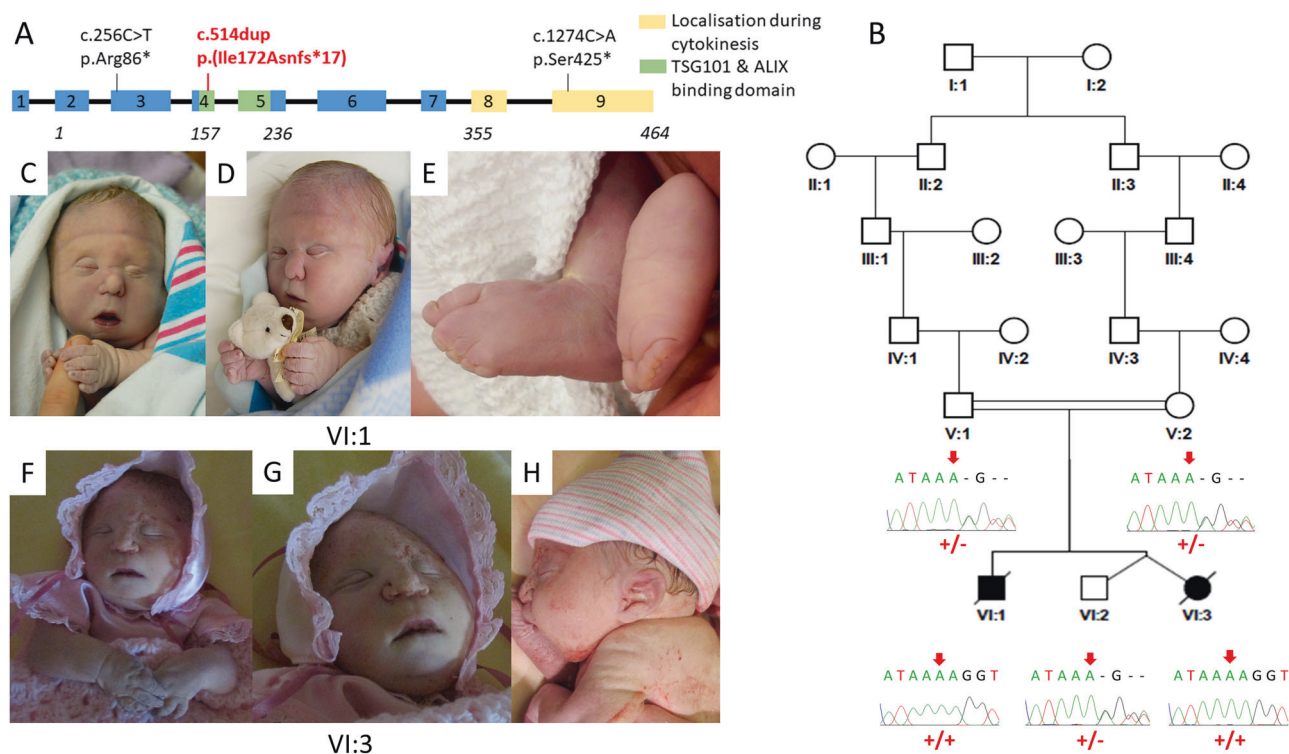 A
c.256C>T
p.Arg86*
c.514dup
p.(Ile172Asnfs*17)
c.1274C>A
p.Ser425*
Localisation during
cytokinesis
TSG101 & ALIX
binding domain
1 2 3 4 5 6 7 8 9
1 157 236 355 464
C D E
VI:1
F G H
VI:3
B
I:1 I:2
II:1 II:2 II:3 II:4
III:1 III:2 III:3 III:4
IV:1 IV:2 IV:3 IV:4
V:1 V:2
ATAAA-G-- ATAAA-G--
+/- +/-
VI:1 VI:2 VI:3
ATAAAAGGT ATAAA-G-- ATAAAAGGT
+/+ +/- +/+